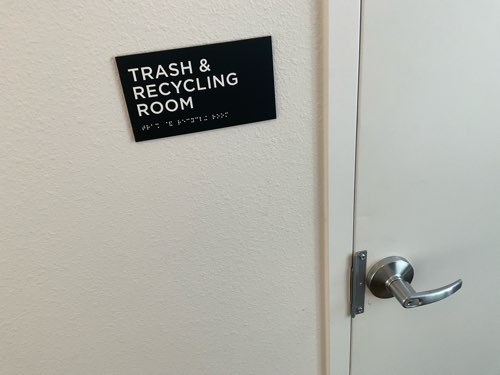 TRASH &
RECYCLING
ROOM